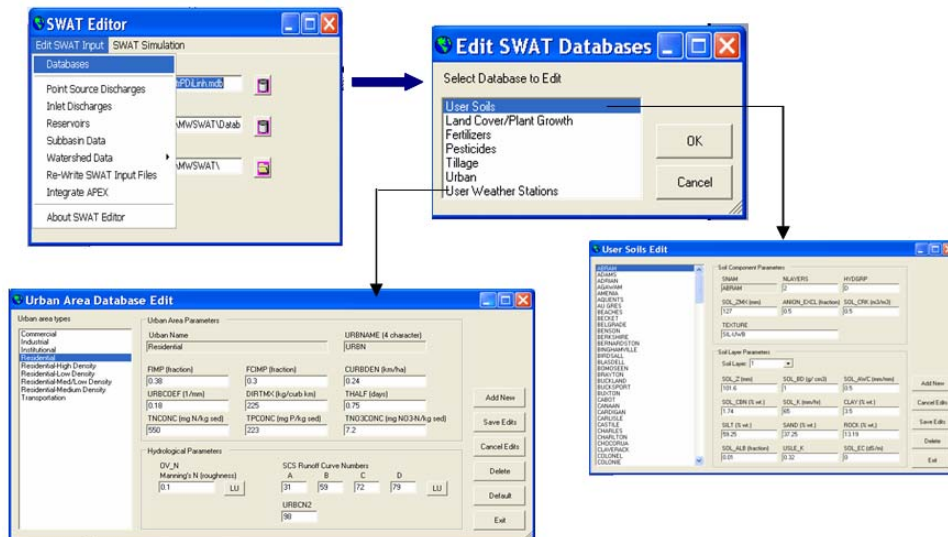 SWAT Editor
Edit SWAT Input SWAT Simulation
Databases
Point Source Discharges
Inlet Discharges
Reservoirs
Subbasin Data
Watershed Data
Re-Write SWAT Input Files
Integrate APEX
About SWAT Editor
hPDiLinh.mdb
\MWSWAT\Datab
\MWSWAT\
Edit SWAT Databases
Select Database to Edit
User Soils
Land Cover/Plant Growth
Fertilizers
Pesticides
Tillage
Urban
User Weather Stations
OK
Cancel
Urban Area Database Edit
Urban area types
Commercial
Industrial
Institutional
Residential
Residential-High Density
Residential-Low Density
Residential-Med/Low Density
Residential-Medium Density
Transportation
Urban Area Parameters
Urban Name URBNAME (4 character)
Residential URBN
FIMP (fraction) FCIMP (fraction) CURBDEN (km/ha)
0.38 0.3 0.24
URBCOEF (1/mm) DIRTMX (kg/curb km) THALF (days)
0.18 225 0.75
TNCONC (mg N/kg sed) TPCONC (mg P/kg sed) TNO3CONC (mg NO3-N/kg sed)
550 223 7.2
Hydrological Parameters
OV_N SCS Runoff Curve Numbers
Manning's N (roughness) A B C D
0.1 LU 31 59 72 79 LU
URBCN2
98
Add New
Save Edits
Cancel Edits
Delete
Default
Exit
User Soils Edit
ABRAM
ADAMS
ADRIAN
AGAWAM
AMENIA
AQUENTS
AU GRES
BEACHES
BECKET
BELGRADE
BENSON
BERKSHIRE
BERNARDSTON
BINGHAMVILLE
BIRDSALL
BLASDELL
BOMOSEEN
BRAYTON
BUCKLAND
BUCKSPORT
BUXTON
CABOT
CANAAN
CARDIGAN
CARLISLE
CASTILE
CHARLES
CHARLTON
CHOCORUA
CLAVERACK
COLONEL
COLONIE
Soil Component Parameters
SNAM NLAYERS HYDGRP
ABRAM 2 D
SOL_ZMX (mm) ANION_EXCL (fraction) SOL_CRK (m3/m3)
127 0.5 0.5
TEXTURE
SIL-UWB
Soil Layer Parameters
Soil Layer: 1
SOL_Z (mm) SOL_BD (g/ cm3) SOL_AWC (mm/mm)
101.6 1 0.5
SOL_CBN (% wt.) SOL_K (mm/hr) CLAY (% wt.)
1.74 65 3.5
SILT (% wt.) SAND (% wt.) ROCK (% wt.)
59.25 37.25 13.19
SOL_ALB (fraction) USLE_K SOL_EC (dS/m)
0.01 0.32 0
Add New
Cancel Edits
Save Edits
Delete
Exit